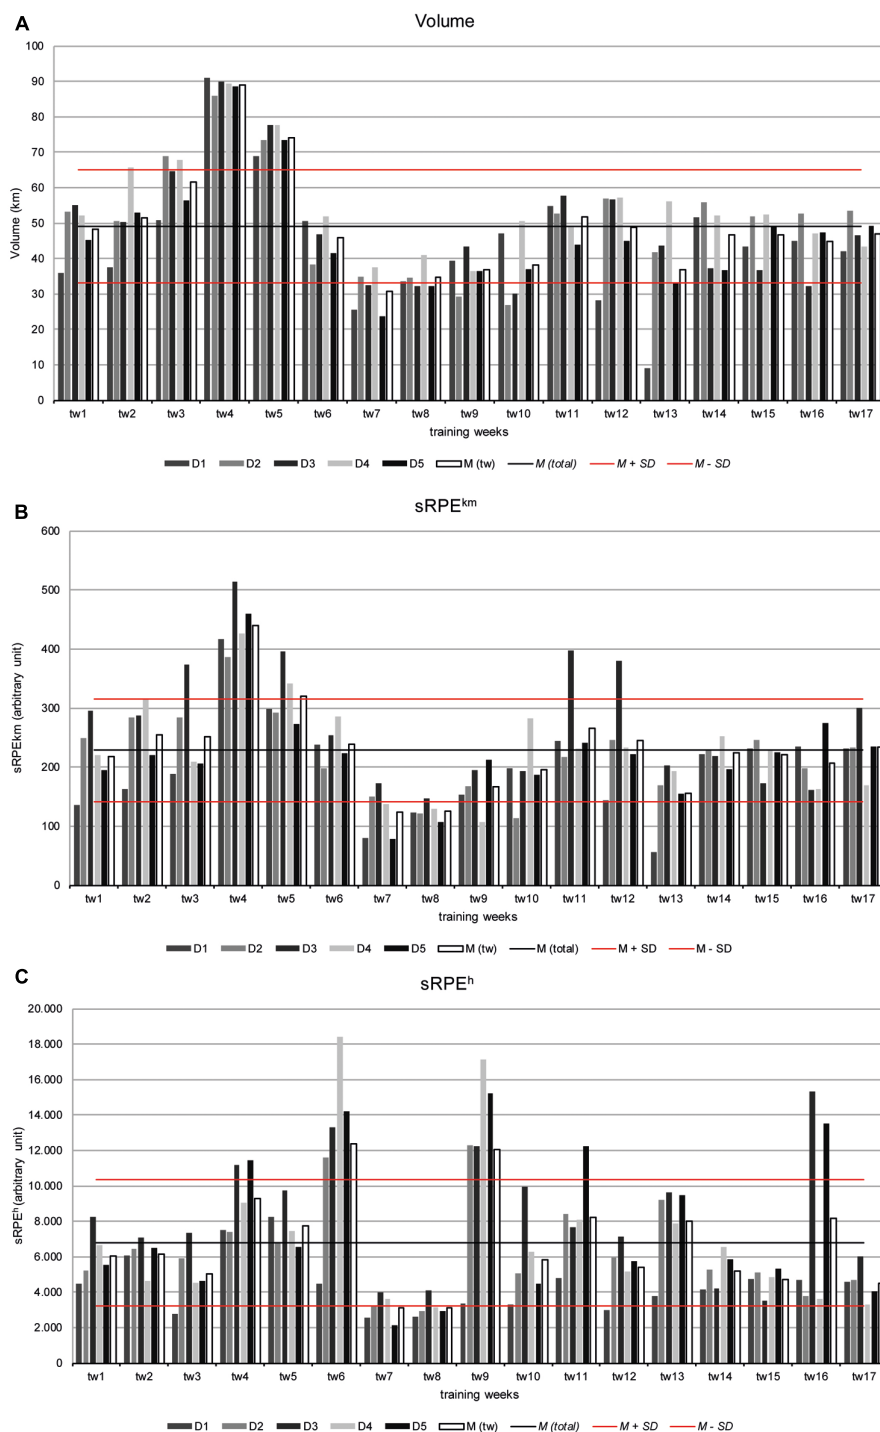 A
Volume
100
90
80
70
60
50
40
30
20
10
0
Volume (km)
tw1 tw2 tw3 tw4 tw5 tw6 tw7 tw8 tw9 tw10 tw11 tw12 tw13 tw14 tw15 tw16 tw17
training weeks
D1 D2 D3 D4 D5 M (tw) M (total) M + SD M - SD
B
sRPEkm
600
500
400
300
200
100
0
sRPEkm (arbitrary unit)
tw1 tw2 tw3 tw4 tw5 tw6 tw7 tw8 tw9 tw10 tw11 tw12 tw13 tw14 tw15 tw16 tw17
training weeks
D1 D2 D3 D4 D5 M (tw) M (total) M + SD M - SD
C
sRPEh
20.000
18.000
16.000
14.000
12.000
10.000
8.000
6.000
4.000
2.000
0
sRPEh (arbitrary unit)
tw1 tw2 tw3 tw4 tw5 tw6 tw7 tw8 tw9 tw10 tw11 tw12 tw13 tw14 tw15 tw16 tw17
training weeks
D1 D2 D3 D4 D5 M (tw) M (total) M + SD M - SD